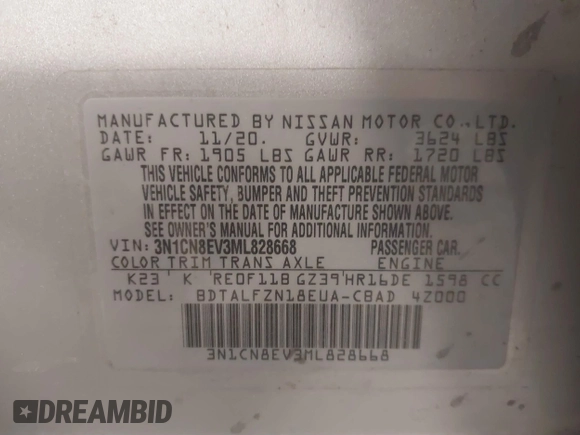 MANUFACTURED BY NISSAN MOTOR CO.,LTD.
DATE: 11/20. GVWR: 3624 LBS
GAWR FR: 1905 LBS GAWR RR: 1720 LBS
THIS VEHICLE CONFORMS TO ALL APPLICABLE FEDERAL MOTOR
VEHICLE SAFETY, BUMPER AND THEFT PREVENTION STANDARDS
IN EFFECT ON THE DATE OF MANUFACTURE SHOWN ABOVE.
SEE OWNER'S MANUAL FOR ADDITIONAL INFORMATION.
VIN: 3N1CN8EV3ML828668 PASSENGER CAR.
COLOR TRIM TRANS AXLE ENGINE
K23 K RE0F11B GZ39 HR16DE 1598 CC
MODEL: BDTALFZN18EUA-CBAD 4Z000
3N1CN8EV3ML828668
DREAMBID